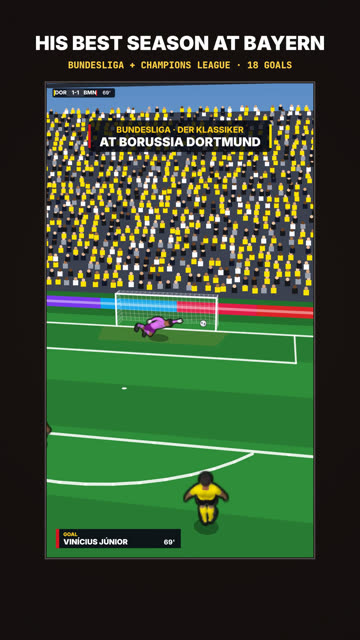 HIS BEST SEASON AT BAYERN
BUNDESLIGA + CHAMPIONS LEAGUE · 18 GOALS
DOR 1-1 BMN 69'
BUNDESLIGA · DER KLASSIKER
AT BORUSSIA DORTMUND
GOAL
VINÍCIUS JÚNIOR 69'